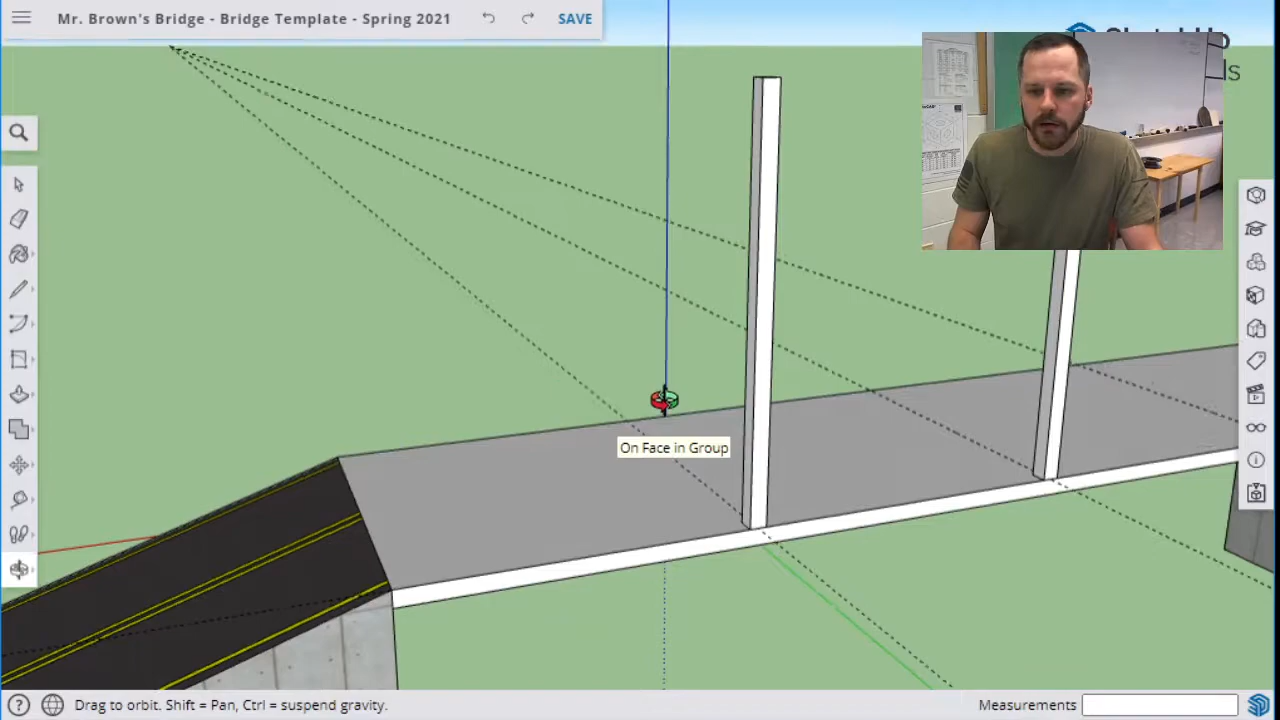 Mr. Brown's Bridge - Bridge Template - Spring 2021
SAVE
On Face in Group
Drag to orbit. Shift = Pan, Ctrl = suspend gravity.
Measurements